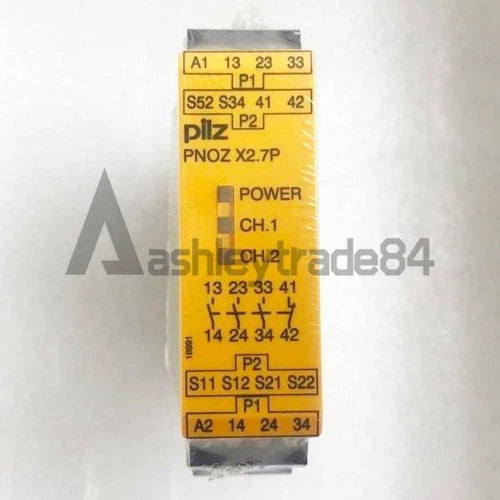 A1 13 23 33
P1
S52 S34 41 42
P2
pilz
PNOZ X2.7P
POWER
CH.1
CH.2
ashleytrade84
13 23 33 41
14 24 34 42
18991
P2
S11 S12 S21 S22
P1
A2 14 24 34